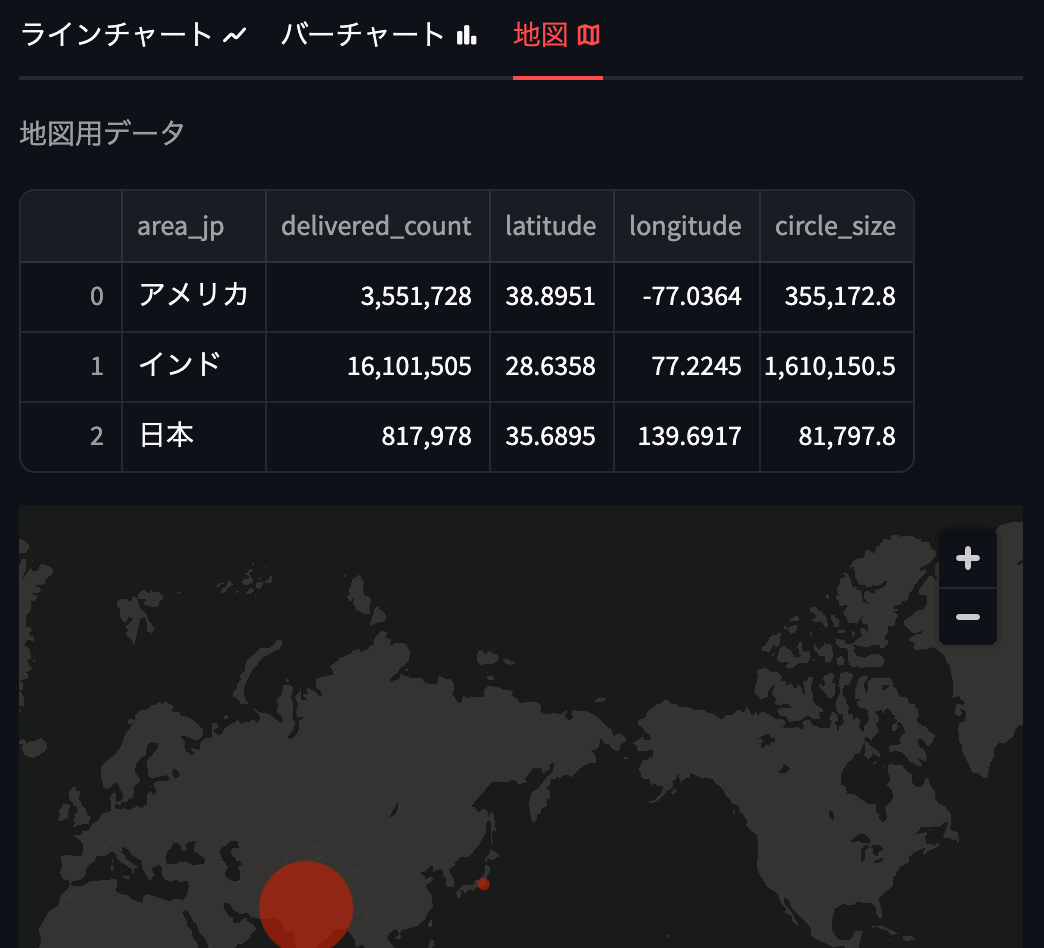 ラインチャート バーチャート 地図
地図用データ
area_jp delivered_count latitude longitude circle_size
0 アメリカ 3,551,728 38.8951 -77.0364 355,172.8
1 インド 16,101,505 28.6358 77.2245 1,610,150.5
2 日本 817,978 35.6895 139.6917 81,797.8